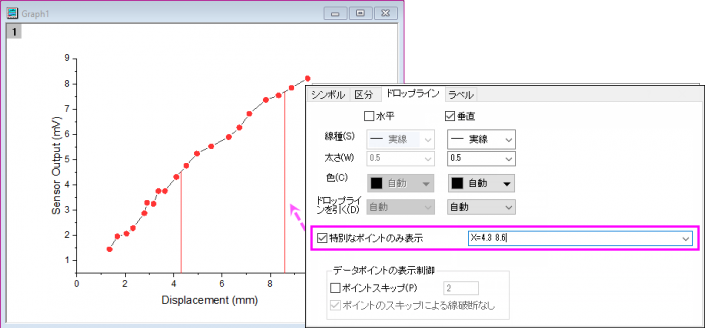 Graph1
1
9
8
7
6
5
4
3
2
1
Sensor Output (mV)
2
4
6
8
Displacement (mm)
シンボル 区分 ドロップライン ラベル
水平 垂直
線種(S) 実線 実線
太さ(W) 0.5 0.5
色(C) 自動 自動
ドロップライ
ンを引く(D) 自動 自動
特別なポイントのみ表示 X=4.3 8.6
データポイントの表示制御
ポイントスキップ(P) 2
ポイントのスキップによる線破断なし